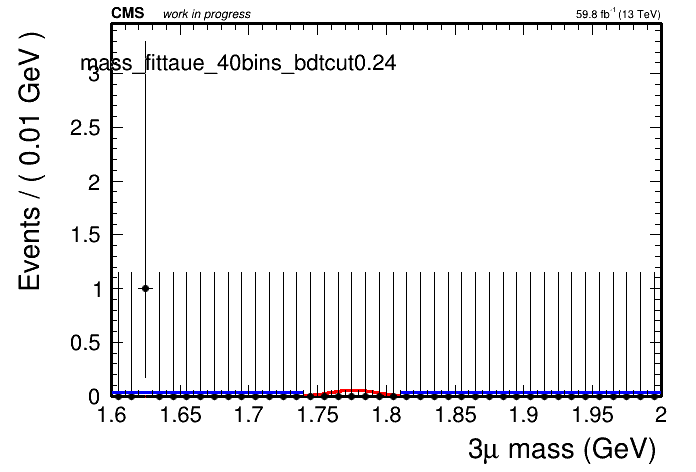 CMS work in progress 59.8 fb-1 (13 TeV)
mass_fittaue_40bins_bdtcut0.24
Events / ( 0.01 GeV )
3
2.5
2
1.5
1
0.5
0
1.6 1.65 1.7 1.75 1.8 1.85 1.9 1.95 2
3μ mass (GeV)